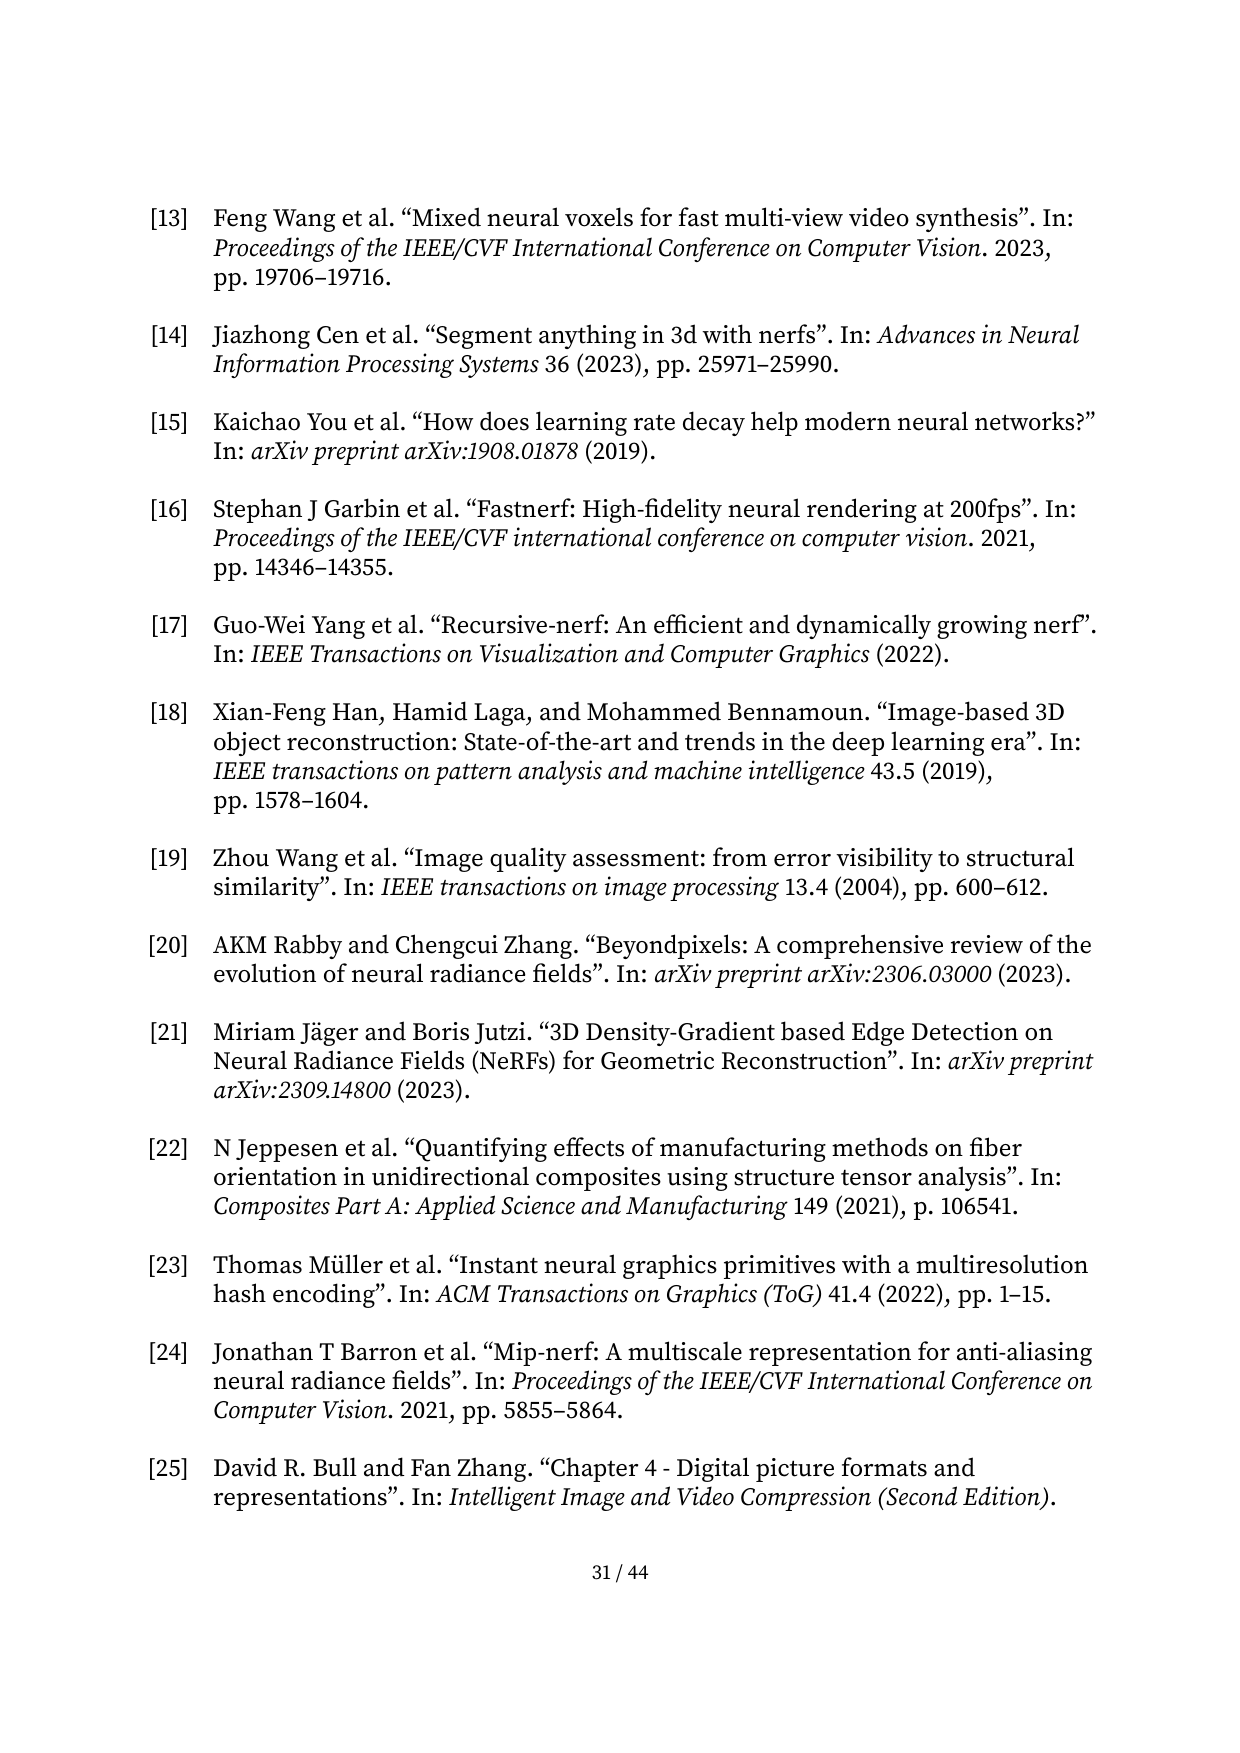 [13] Feng Wang et al. “Mixed neural voxels for fast multi-view video synthesis”. In:
Proceedings of the IEEE/CVF International Conference on Computer Vision. 2023,
pp. 19706–19716.
[14] Jiazhong Cen et al. “Segment anything in 3d with nerfs”. In: Advances in Neural
Information Processing Systems 36 (2023), pp. 25971–25990.
[15] Kaichao You et al. “How does learning rate decay help modern neural networks?”
In: arXiv preprint arXiv:1908.01878 (2019).
[16] Stephan J Garbin et al. “Fastnerf: High-fidelity neural rendering at 200fps”. In:
Proceedings of the IEEE/CVF international conference on computer vision. 2021,
pp. 14346–14355.
[17] Guo-Wei Yang et al. “Recursive-nerf: An efficient and dynamically growing nerf”.
In: IEEE Transactions on Visualization and Computer Graphics (2022).
[18] Xian-Feng Han, Hamid Laga, and Mohammed Bennamoun. “Image-based 3D
object reconstruction: State-of-the-art and trends in the deep learning era”. In:
IEEE transactions on pattern analysis and machine intelligence 43.5 (2019),
pp. 1578–1604.
[19] Zhou Wang et al. “Image quality assessment: from error visibility to structural
similarity”. In: IEEE transactions on image processing 13.4 (2004), pp. 600–612.
[20] AKM Rabby and Chengcui Zhang. “Beyondpixels: A comprehensive review of the
evolution of neural radiance fields”. In: arXiv preprint arXiv:2306.03000 (2023).
[21] Miriam Jäger and Boris Jutzi. “3D Density-Gradient based Edge Detection on
Neural Radiance Fields (NeRFs) for Geometric Reconstruction”. In: arXiv preprint
arXiv:2309.14800 (2023).
[22] N Jeppesen et al. “Quantifying effects of manufacturing methods on fiber
orientation in unidirectional composites using structure tensor analysis”. In:
Composites Part A: Applied Science and Manufacturing 149 (2021), p. 106541.
[23] Thomas Müller et al. “Instant neural graphics primitives with a multiresolution
hash encoding”. In: ACM Transactions on Graphics (ToG) 41.4 (2022), pp. 1–15.
[24] Jonathan T Barron et al. “Mip-nerf: A multiscale representation for anti-aliasing
neural radiance fields”. In: Proceedings of the IEEE/CVF International Conference on
Computer Vision. 2021, pp. 5855–5864.
[25] David R. Bull and Fan Zhang. “Chapter 4 - Digital picture formats and
representations”. In: Intelligent Image and Video Compression (Second Edition).
31 / 44